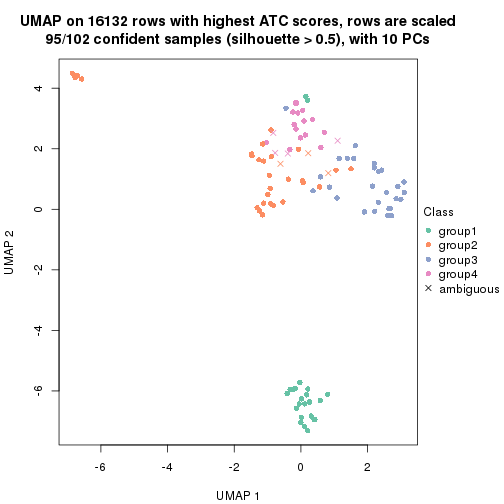 UMAP on 16132 rows with highest ATC scores, rows are scaled
95/102 confident samples (silhouette > 0.5), with 10 PCs
4
2
0
-2
-4
-6
UMAP 2
-6
-4
-2
0
2
UMAP 1
Class
group1
group2
group3
group4
ambiguous